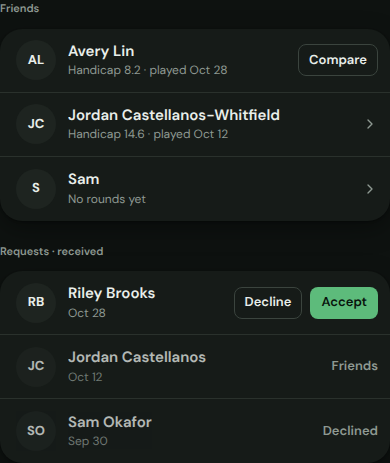 Friends
AL
Avery Lin
Handicap 8.2 · played Oct 28
Compare
JC
Jordan Castellanos-Whitfield
Handicap 14.6 · played Oct 12
S
Sam
No rounds yet
Requests · received
RB
Riley Brooks
Oct 28
Decline
Accept
JC
Jordan Castellanos
Oct 12
Friends
SO
Sam Okafor
Sep 30
Declined